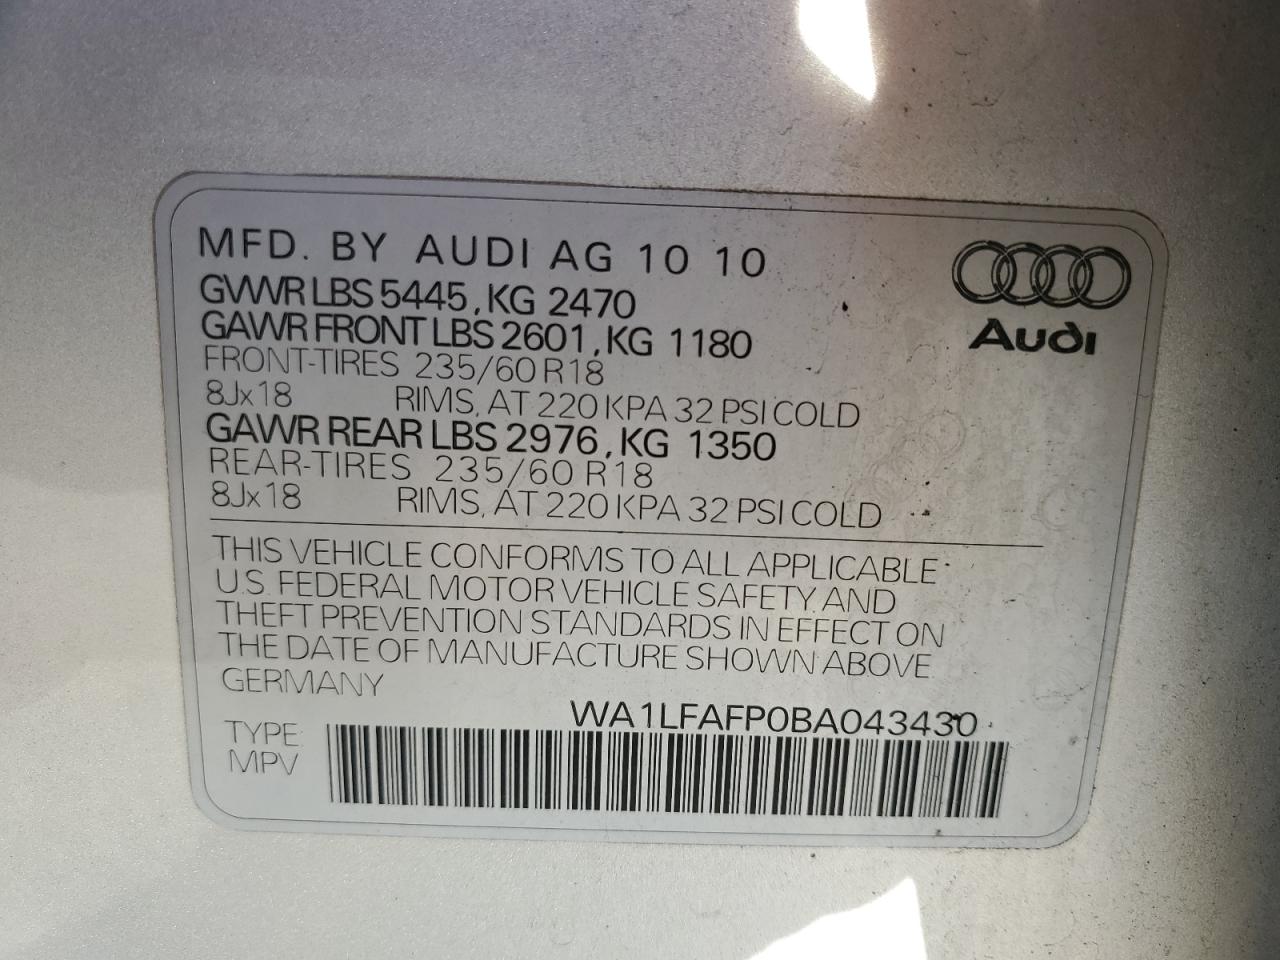 MFD. BY AUDI AG 10 10
GVWR LBS 5445, KG 2470
GAWR FRONT LBS 2601, KG 1180
FRONT-TIRES 235/60 R18
8Jx18 RIMS, AT 220 KPA 32 PSI COLD
GAWR REAR LBS 2976, KG 1350
REAR-TIRES 235/60 R18
8Jx18 RIMS, AT 220 KPA 32 PSI COLD
Audi
THIS VEHICLE CONFORMS TO ALL APPLICABLE
U.S. FEDERAL MOTOR VEHICLE SAFETY AND
THEFT PREVENTION STANDARDS IN EFFECT ON
THE DATE OF MANUFACTURE SHOWN ABOVE
GERMANY
WA1LFAFP0BA043430
TYPE
MPV